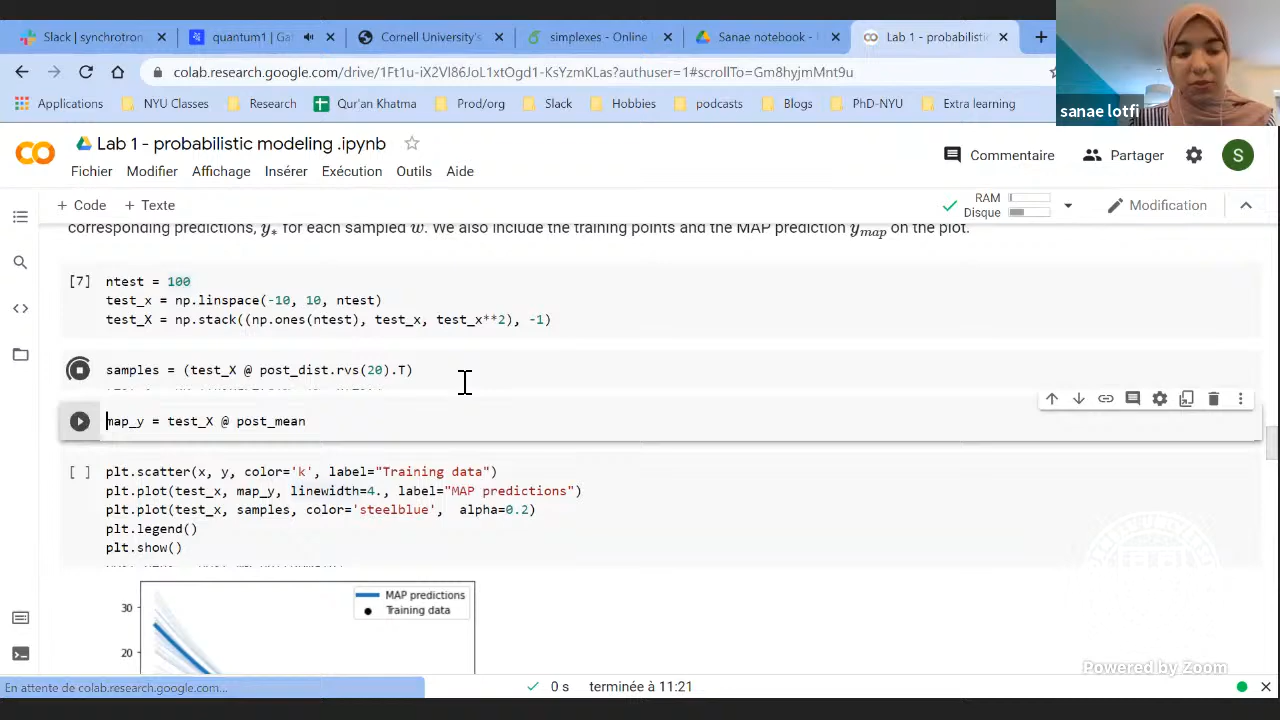 Slack | synchrotron
quantum1 | Ga
Cornell University's
simplexes - Online
Sanae notebook -
Lab 1 - probabilistic
colab.research.google.com/drive/1Ft1u-iX2Vl86JoL1xtOgd1-KsYzmKLas?authuser=1#scrollTo=Gm8hyjmMnt9u
Applications
NYU Classes
Research
Qur'an Khatma
Prod/org
Slack
Hobbies
podcasts
Blogs
PhD-NYU
Extra learning
sanae lotfi
CO
Lab 1 - probabilistic modeling .ipynb
Commentaire
Partager
S
Fichier Modifier Affichage Insérer Exécution Outils Aide
+ Code + Texte
RAM
Disque
Modification
corresponding predictions, y* for each sampled w. We also include the training points and the MAP prediction ymap on the plot.
[7] ntest = 100
test_x = np.linspace(-10, 10, ntest)
test_X = np.stack((np.ones(ntest), test_x, test_x**2), -1)
samples = (test_X @ post_dist.rvs(20).T)
map_y = test_X @ post_mean
[ ] plt.scatter(x, y, color='k', label="Training data")
plt.plot(test_x, map_y, linewidth=4., label="MAP predictions")
plt.plot(test_x, samples, color='steelblue', alpha=0.2)
plt.legend()
plt.show()
MAP predictions
Training data
30
20
Powered by Zoom
En attente de colab.research.google.com...
0 s terminée à 11:21